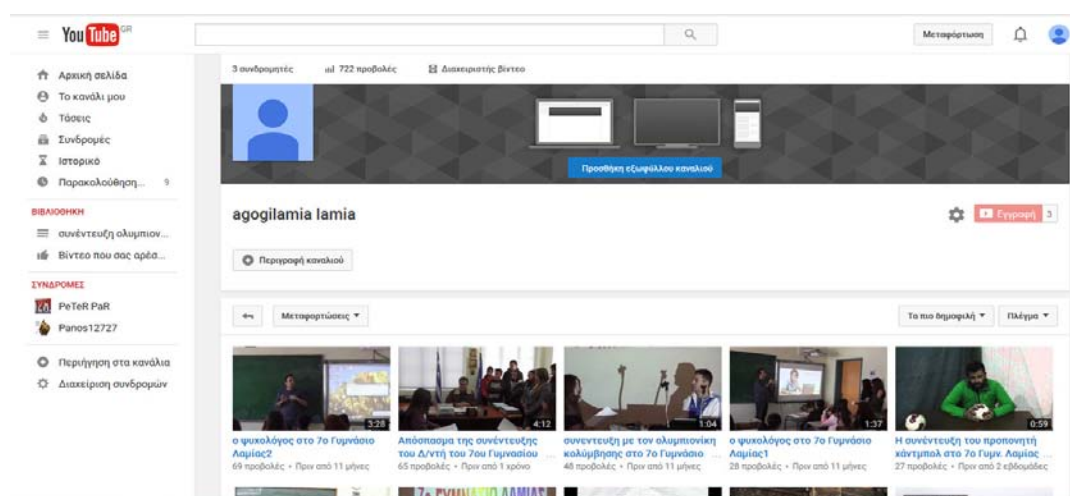 YouTube GR
Μεταφόρτωση
Αρχική σελίδα
Το κανάλι μου
Τάσεις
Συνδρομές
Ιστορικό
Παρακολούθηση... 9
ΒΙΒΛΙΟΘΗΚΗ
συνέντευξη ολυμπιον...
Βίντεο που σας αρέσ...
ΣΥΝΔΡΟΜΕΣ
PeTeR PaR
Panos12727
Περιήγηση στα κανάλια
Διαχείριση συνδρομών
3 συνδρομητές 722 προβολές Διαχειριστής βίντεο
Προσθήκη εξωφύλλου καναλιού
agogilamia lamia
Εγγραφή 3
Περιγραφή καναλιού
Μεταφορτώσεις
Τα πιο δημοφιλή Πλέγμα
3:28
ο ψυχολόγος στο 7ο Γυμνάσιο
Λαμίας2
69 προβολές • Πριν από 11 μήνες
4:12
Απόσπασμα της συνέντευξης
του Δ/ντή του 7ου Γυμνασίου ...
65 προβολές • Πριν από 1 χρόνο
1:04
συνεντευξη με τον ολυμπιονίκη
κολύμβησης στο 7ο Γυμνάσιο ...
48 προβολές • Πριν από 11 μήνες
1:37
ο ψυχολόγος στο 7ο Γυμνάσιο
Λαμίας1
28 προβολές • Πριν από 11 μήνες
0:59
Η συνέντευξη του προπονητή
χάντμπολ στο 7ο Γυμν. Λαμίας ...
27 προβολές • Πριν από 2 εβδομάδες
7ο ΓΥΜΝΑΣΙΟ ΛΑΜΙΑΣ